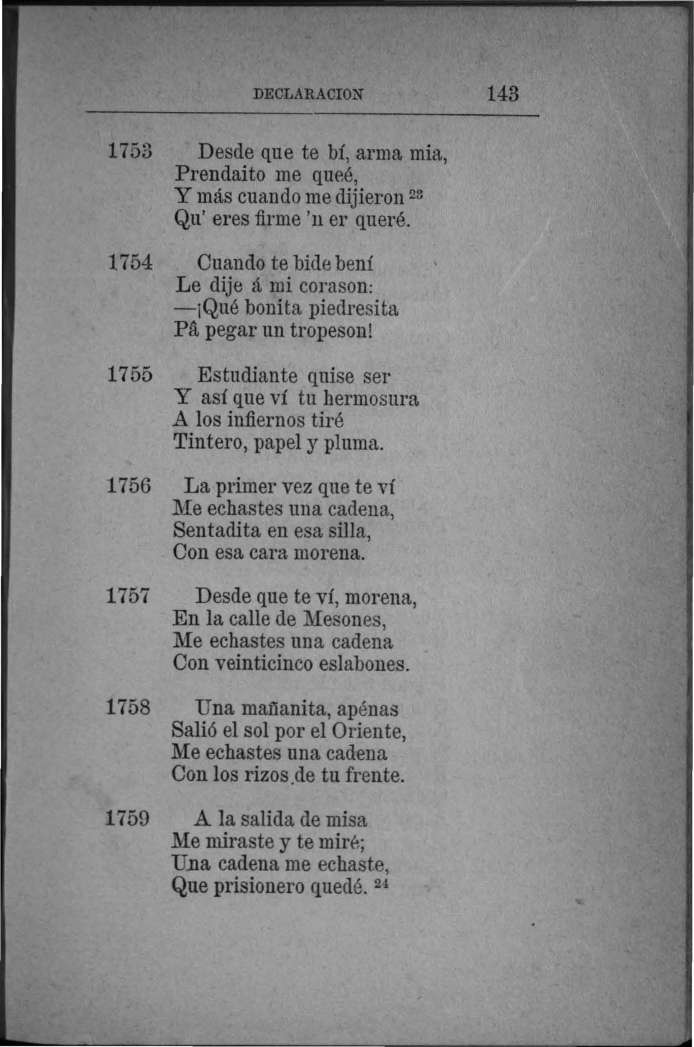 DECLARACION 143
1753 Desde que te bí, arma mia,
Prendaito me queé,
Y más cuando me dijieron 23
Qu' eres firme 'n er queré.
1754 Cuando te bide bení
Le dije á mi corason:
—¡Qué bonita piedresita
Pâ pegar un tropeson!
1755 Estudiante quise ser
Y así que ví tu hermosura
A los infiernos tiré
Tintero, papel y pluma.
1756 La primer vez que te ví
Me echastes una cadena,
Sentadita en esa silla,
Con esa cara morena.
1757 Desde que te ví, morena,
En la calle de Mesones,
Me echastes una cadena
Con veinticinco eslabones.
1758 Una mañanita, apénas
Salió el sol por el Oriente,
Me echastes una cadena
Con los rizos de tu frente.
1759 A la salida de misa
Me miraste y te miré;
Una cadena me echaste,
Que prisionero quedé. 24